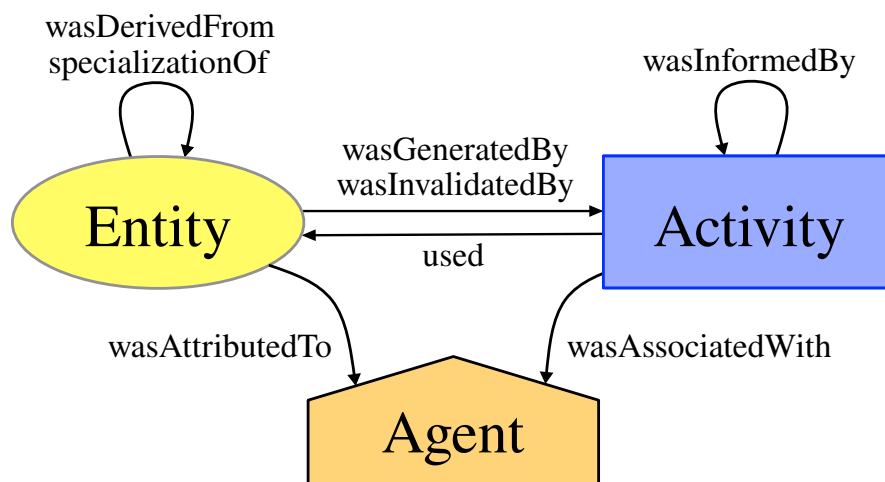 wasDerivedFrom
specializationOf
wasInformedBy
wasGeneratedBy
wasInvalidatedBy
Entity
Activity
used
wasAttributedTo
wasAssociatedWith
Agent